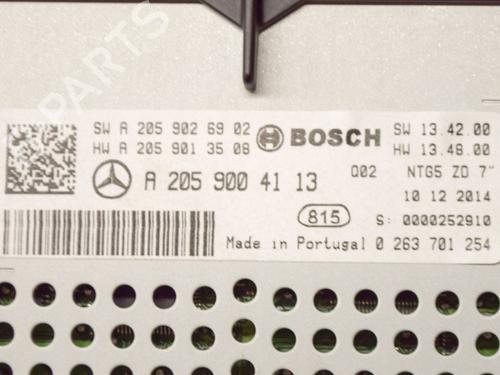 PARTS
SW A 205 902 69 02
HW A 205 901 35 08
BOSCH
SW 13.42.00
HW 13.48.00
A 205 900 41 13
Q02
NTG5 ZD 7"
10 12 2014
815
S: 0000252910
Made in Portugal 0 263 701 254